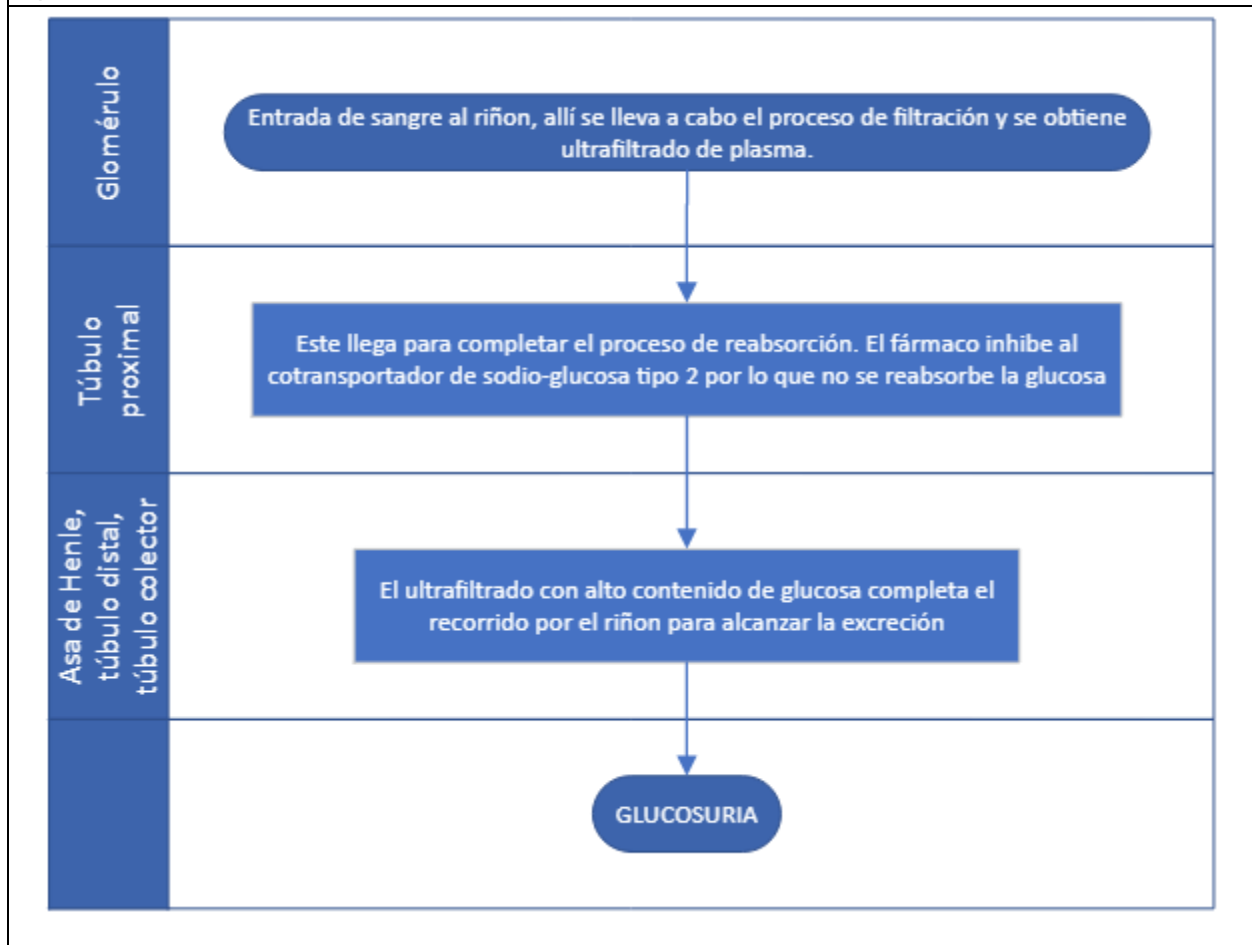 Glomérulo
Entrada de sangre al riñon, allí se lleva a cabo el proceso de filtración y se obtiene
ultrafiltrado de plasma.
Túbulo
proximal
Este llega para completar el proceso de reabsorción. El fármaco inhibe al
cotransportador de sodio-glucosa tipo 2 por lo que no se reabsorbe la glucosa
Asa de Henle,
túbulo distal,
túbulo colector
El ultrafiltrado con alto contenido de glucosa completa el
recorrido por el riñon para alcanzar la excreción
GLUCOSURIA